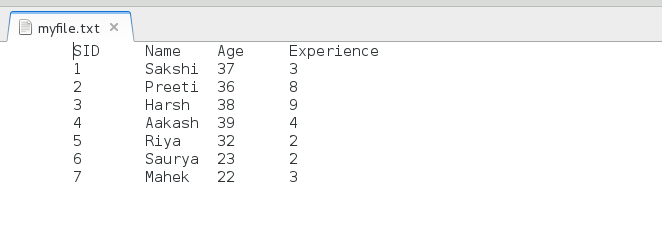 myfile.txt
SID Name Age Experience
1 Sakshi 37 3
2 Preeti 36 8
3 Harsh 38 9
4 Aakash 39 4
5 Riya 32 2
6 Saurya 23 2
7 Mahek 22 3